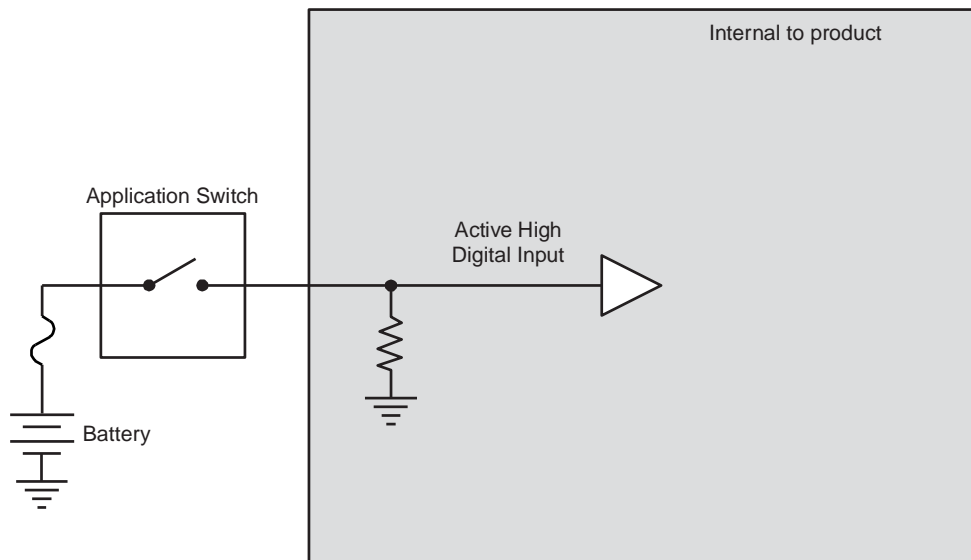 Internal to product
Application Switch
Active High
Digital Input
Battery